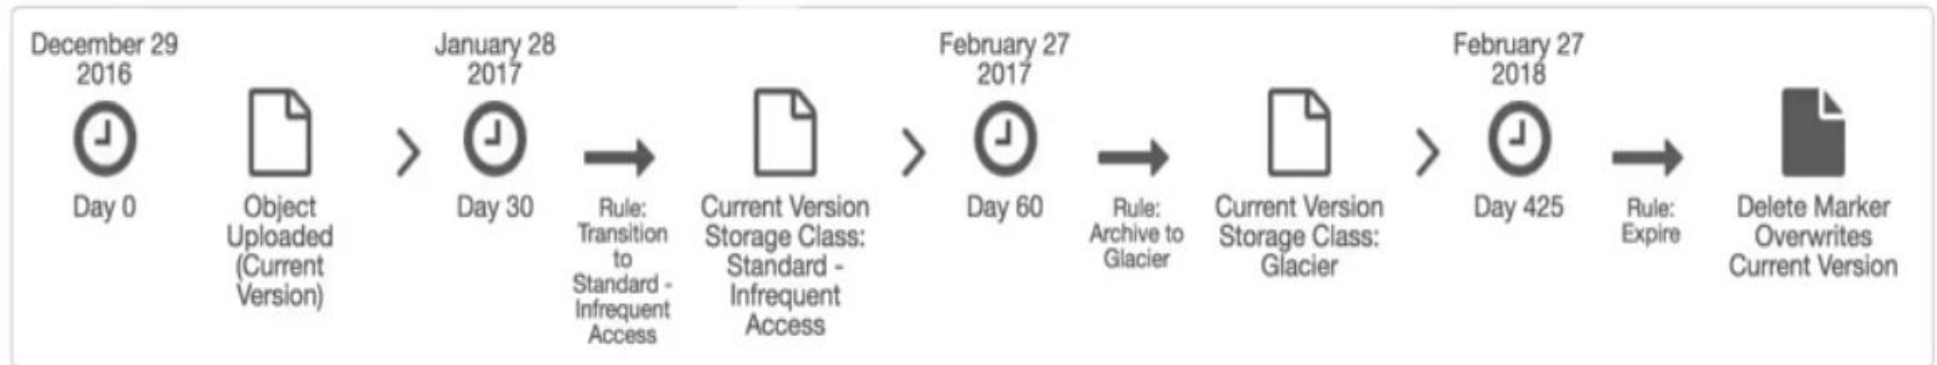 December 29
2016
Day 0
Object
Uploaded
(Current
Version)
January 28
2017
Day 30
Rule:
Transition
to
Standard -
Infrequent
Access
Current Version
Storage Class:
Standard -
Infrequent
Access
February 27
2017
Day 60
Rule:
Archive to
Glacier
Current Version
Storage Class:
Glacier
February 27
2018
Day 425
Rule:
Expire
Delete Marker
Overwrites
Current Version